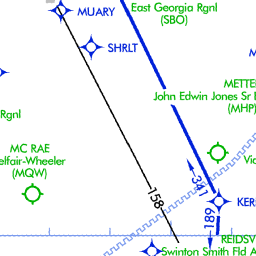 East Georgia Rgnl
(SBO)
MUARY
SHRLT
METTE
John Edwin Jones Sr
(MHP)
Rgnl
MC RAE
elfair-Wheeler
(MQW)
Vi
341
158
KER
189
REIDSV
Swinton Smith Fld A